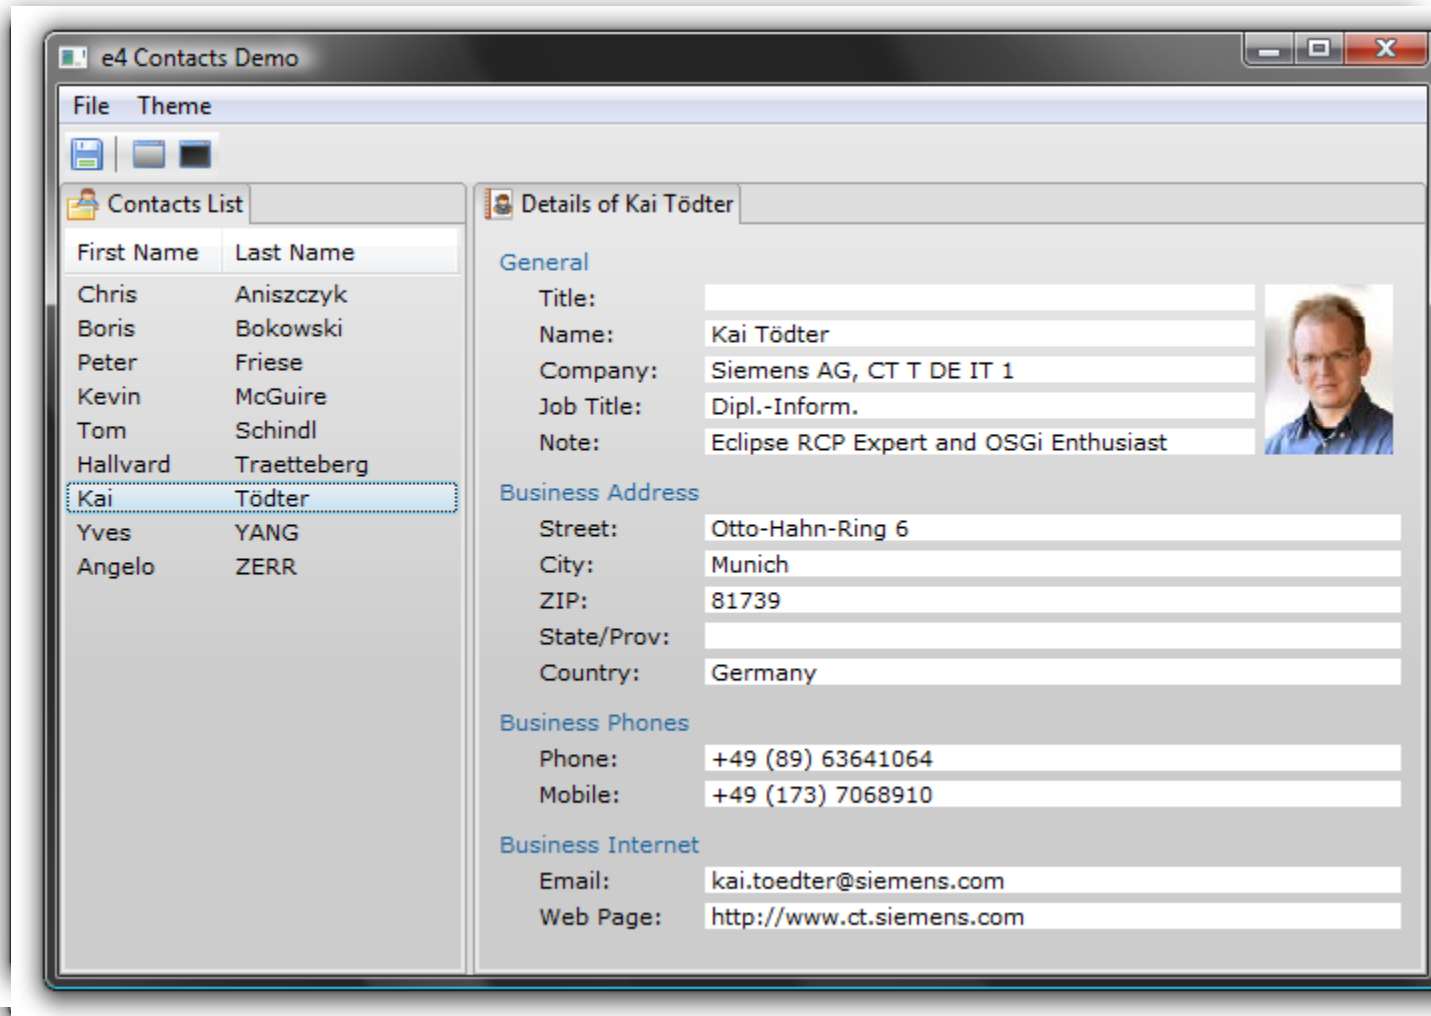 e4 Contacts Demo
File Theme
Contacts List
First Name Last Name
Chris Aniszczyk
Boris Bokowski
Peter Friese
Kevin McGuire
Tom Schindl
Hallvard Traetteberg
Kai Tödter
Yves YANG
Angelo ZERR
Details of Kai Tödter
General
Title:
Name: Kai Tödter
Company: Siemens AG, CT T DE IT 1
Job Title: Dipl.-Inform.
Note: Eclipse RCP Expert and OSGi Enthusiast
Business Address
Street: Otto-Hahn-Ring 6
City: Munich
ZIP: 81739
State/Prov:
Country: Germany
Business Phones
Phone: +49 (89) 63641064
Mobile: +49 (173) 7068910
Business Internet
Email: kai.toedter@siemens.com
Web Page: http://www.ct.siemens.com